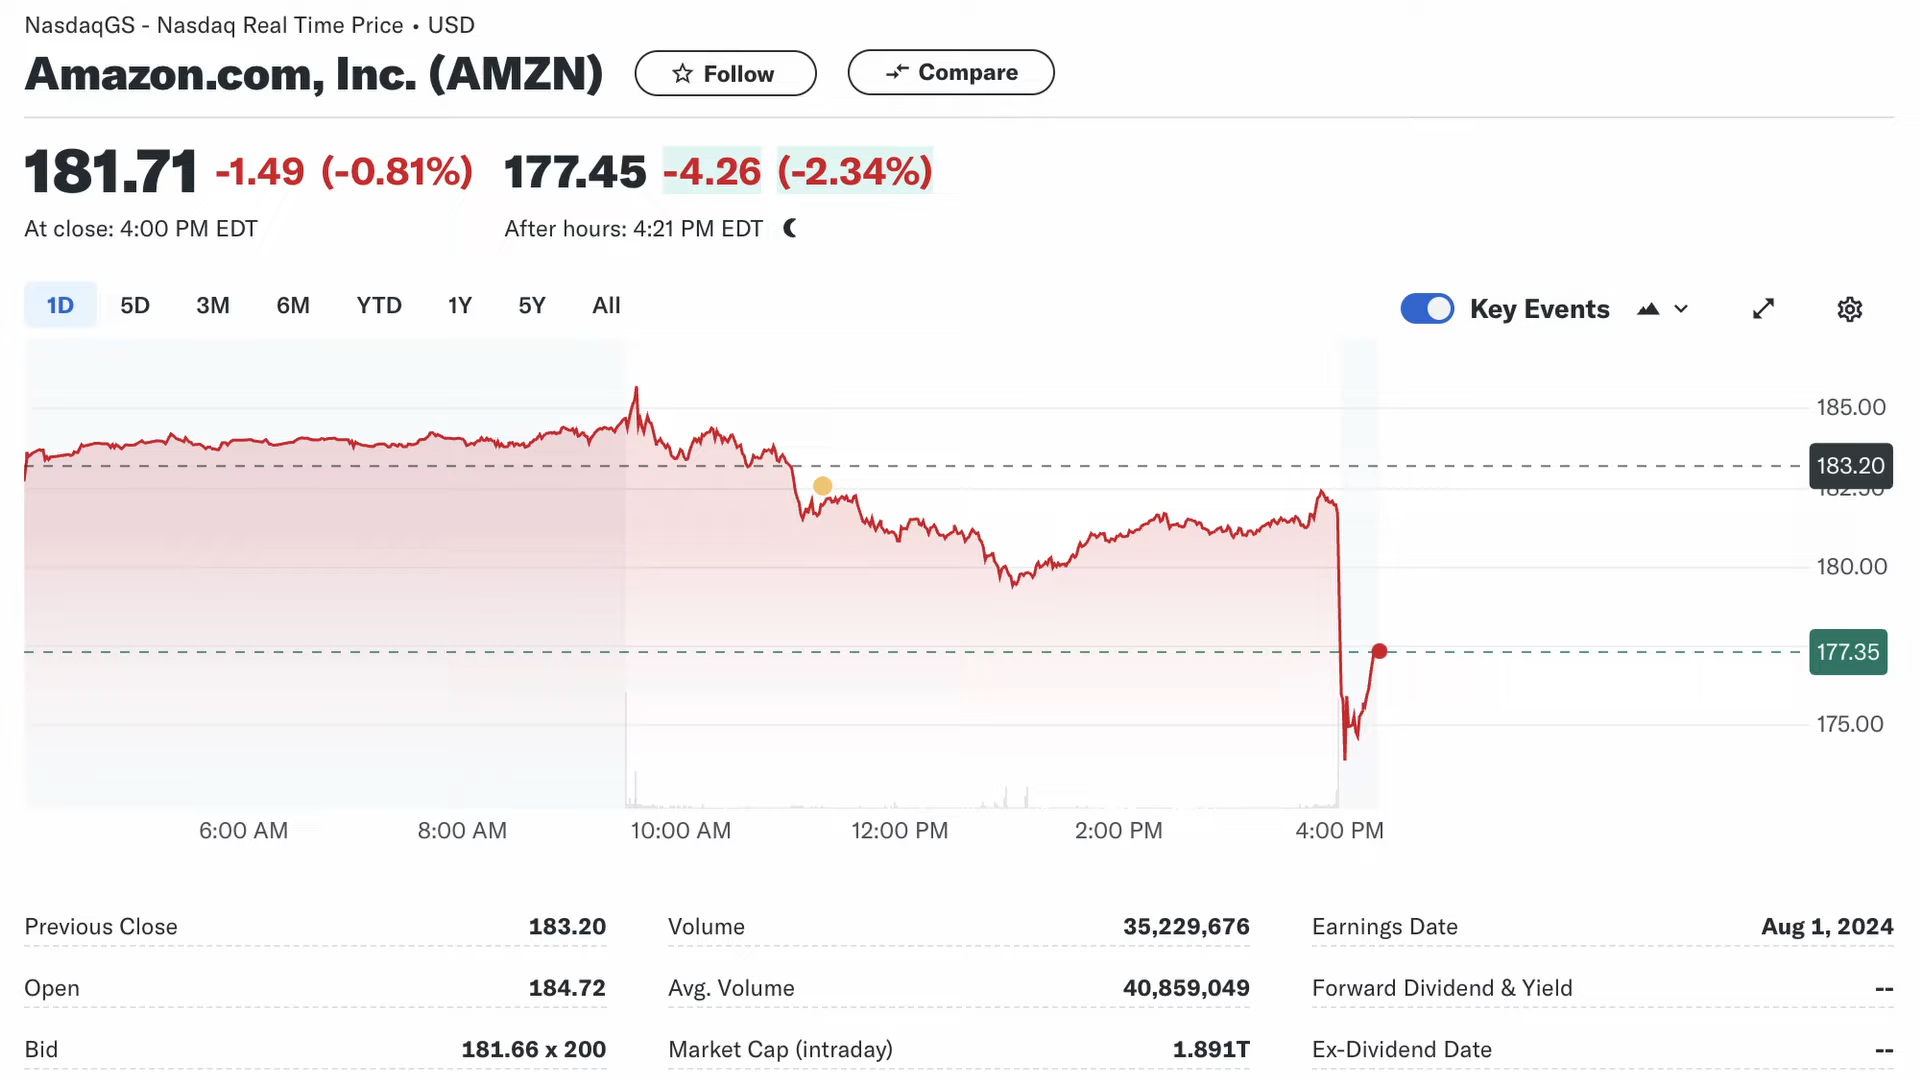 NasdaqGS - Nasdaq Real Time Price • USD
Amazon.com, Inc. (AMZN) Follow Compare
181.71 -1.49 (-0.81%) 177.45 -4.26 (-2.34%)
At close: 4:00 PM EDT After hours: 4:21 PM EDT
1D 5D 3M 6M YTD 1Y 5Y All Key Events
185.00
183.20
182.50
180.00
177.35
175.00
6:00 AM 8:00 AM 10:00 AM 12:00 PM 2:00 PM 4:00 PM
Previous Close 183.20 Volume 35,229,676 Earnings Date Aug 1, 2024
Open 184.72 Avg. Volume 40,859,049 Forward Dividend & Yield --
Bid 181.66 x 200 Market Cap (intraday) 1.891T Ex-Dividend Date --